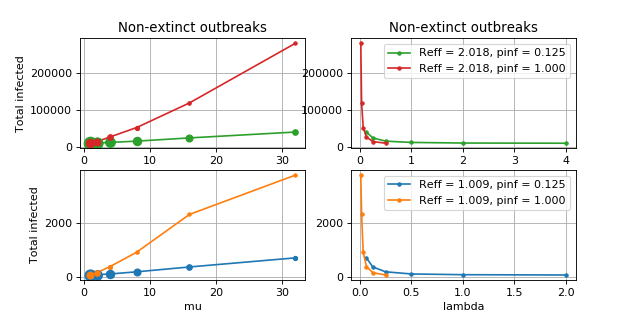 Non-extinct outbreaks
Non-extinct outbreaks
Total infected
200000
100000
0
0
10
20
30
200000
100000
0
0
1
2
3
4
Reff = 2.018, pinf = 0.125
Reff = 2.018, pinf = 1.000
Total infected
2000
0
0
10
20
30
mu
2000
0
0.0
0.5
1.0
1.5
2.0
lambda
Reff = 1.009, pinf = 0.125
Reff = 1.009, pinf = 1.000